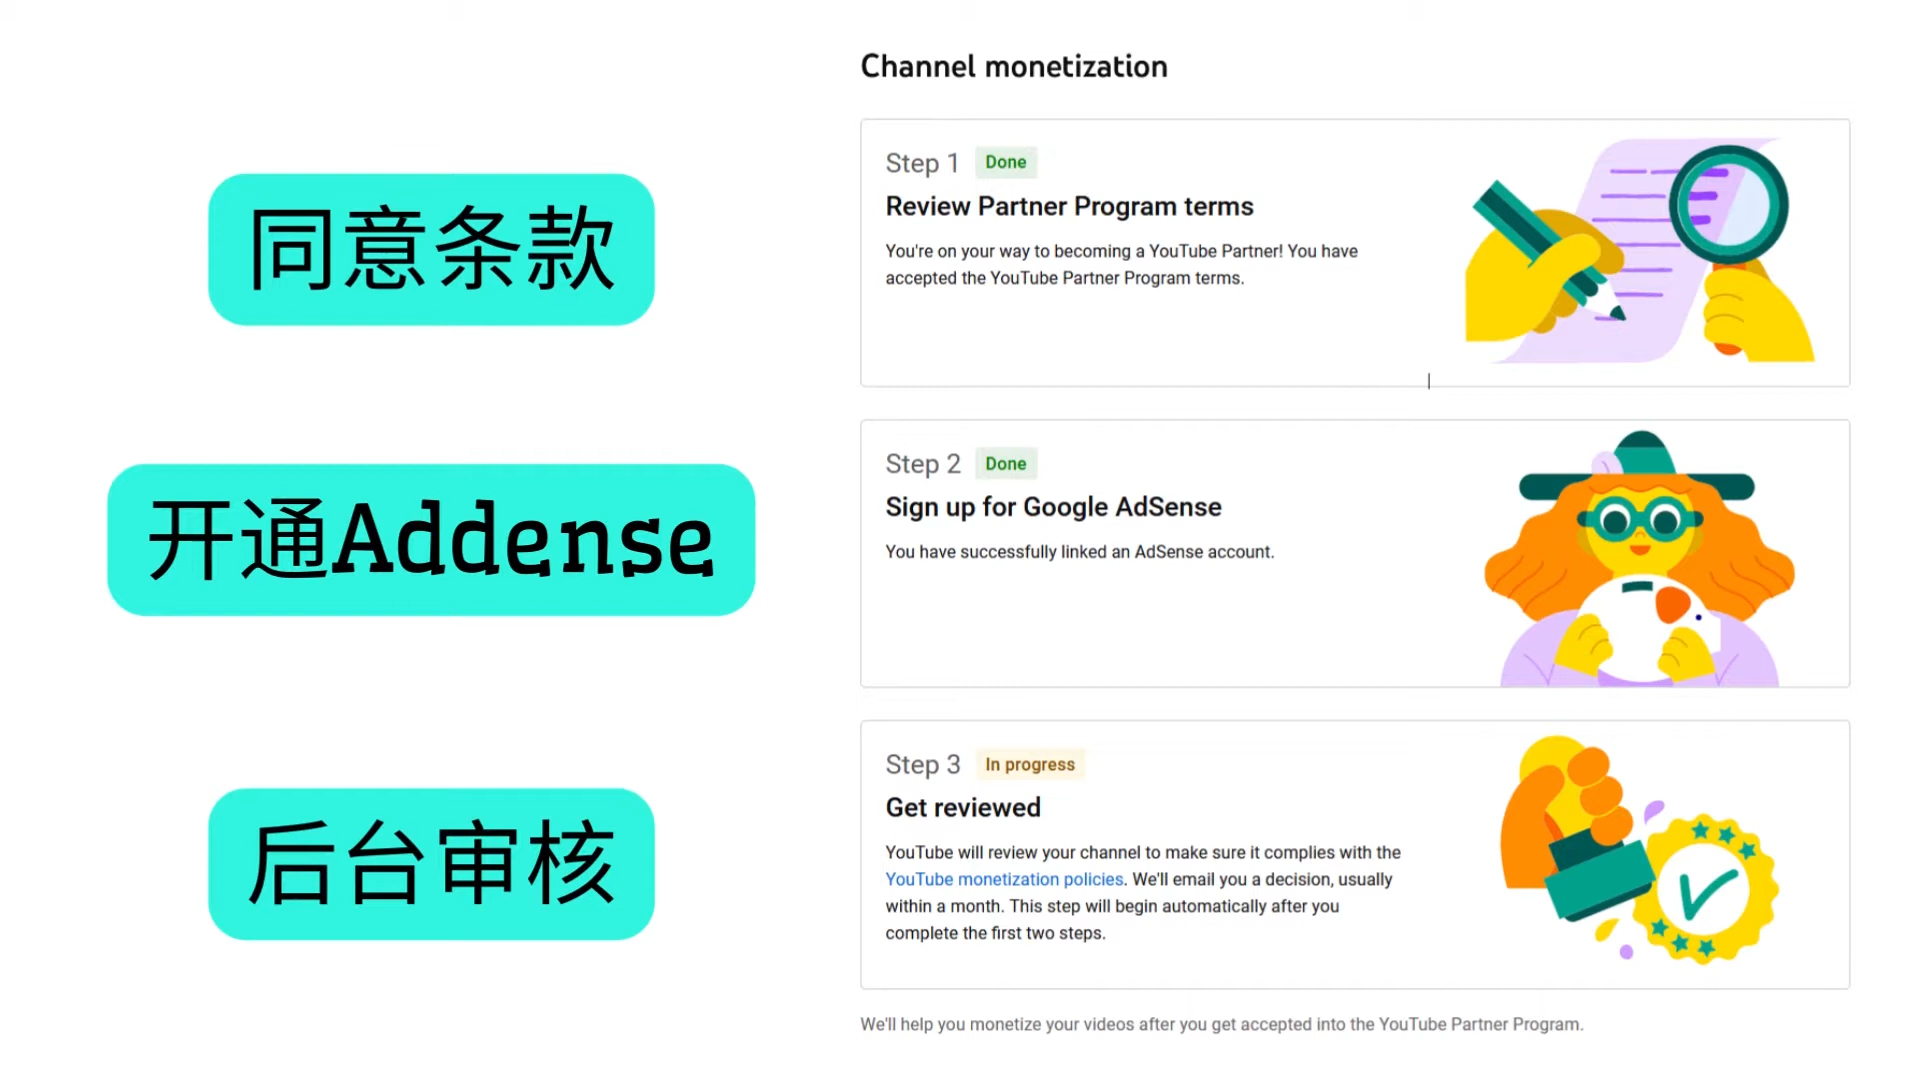 同意条款
开通Addense
后台审核
Channel monetization
Step 1 Done
Review Partner Program terms
You're on your way to becoming a YouTube Partner! You have
accepted the YouTube Partner Program terms.
Step 2 Done
Sign up for Google AdSense
You have successfully linked an AdSense account.
Step 3 In progress
Get reviewed
YouTube will review your channel to make sure it complies with the
YouTube monetization policies. We'll email you a decision, usually
within a month. This step will begin automatically after you
complete the first two steps.
We'll help you monetize your videos after you get accepted into the YouTube Partner Program.